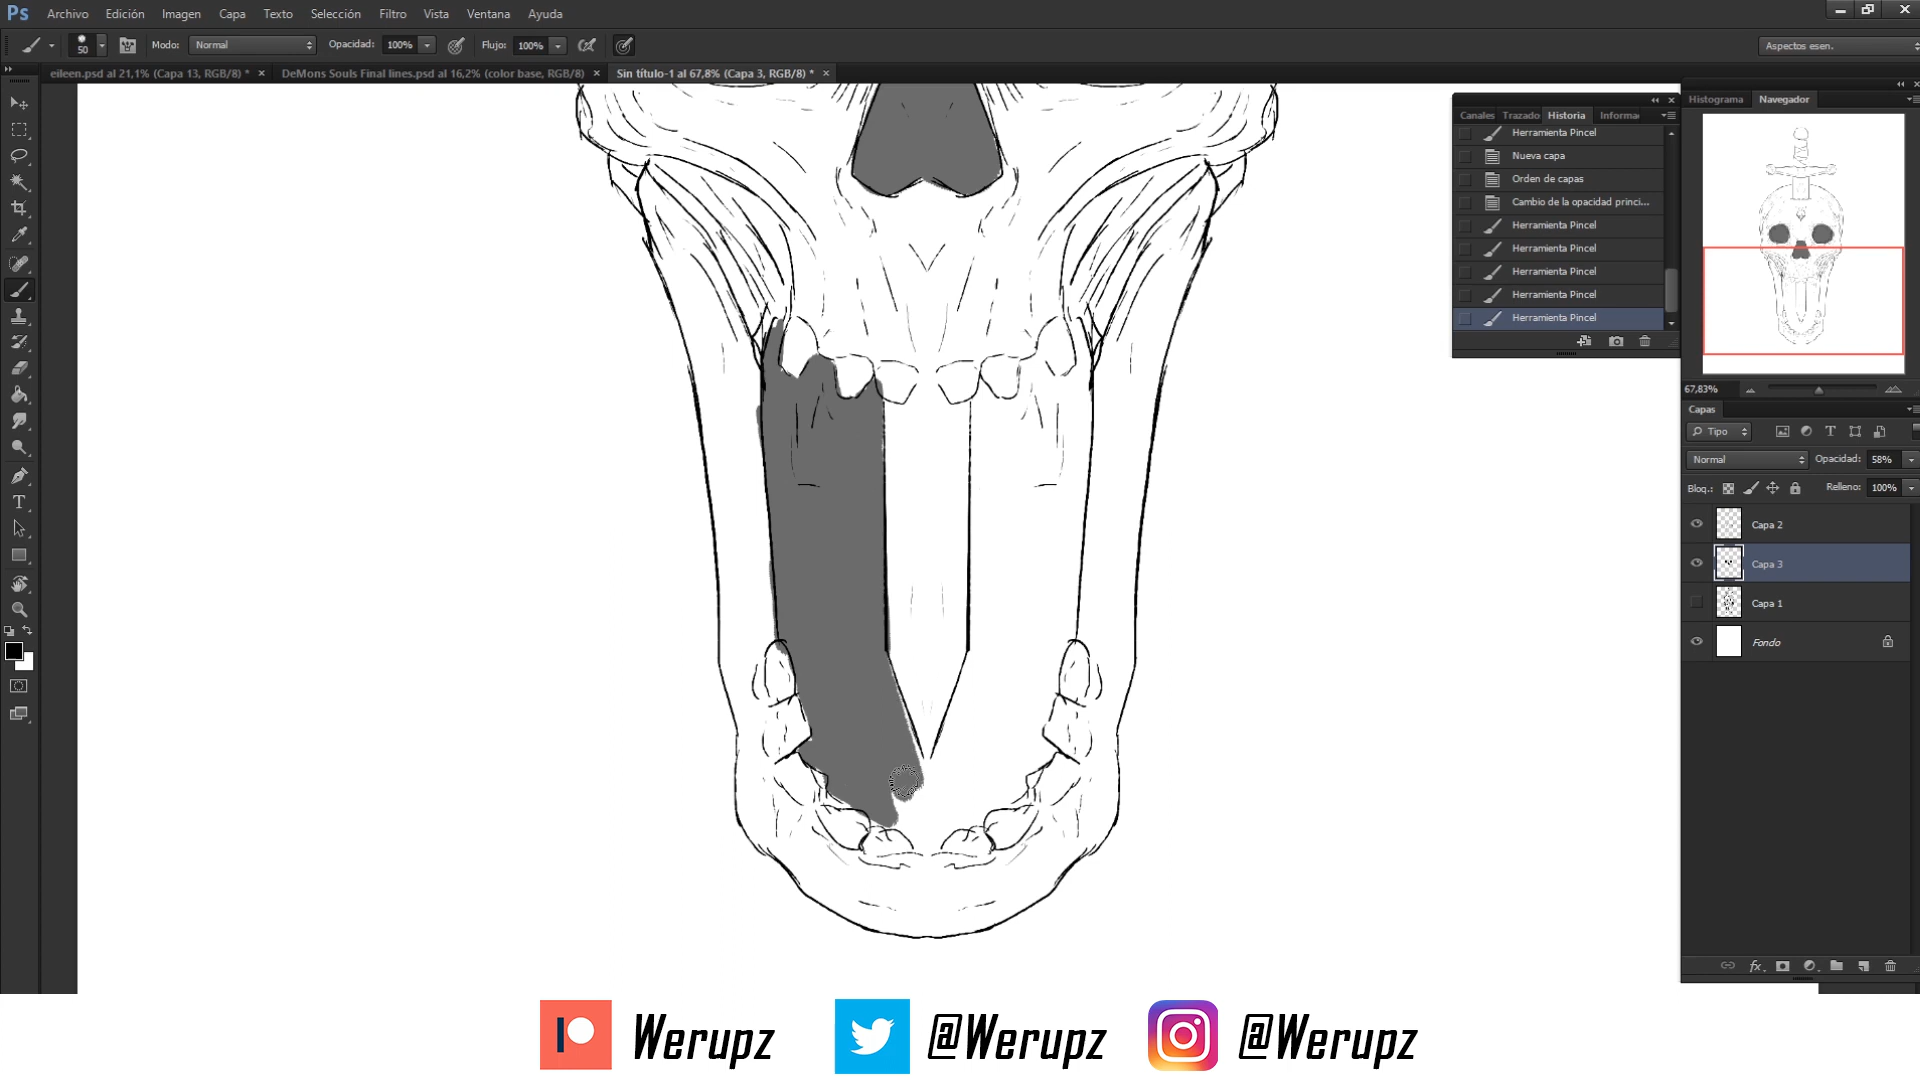 Ps Archivo Edición Imagen Capa Texto Selección Filtro Vista Ventana Ayuda
50 Modo: Normal Opacidad: 100% Flujo: 100% Aspectos esen.
eileen.psd al 21,1% (Capa 13, RGB/8) * × DeMons Souls Final lines.psd al 16,2% (color base, RGB/8) × Sin título-1 al 67,8% (Capa 3, RGB/8) * ×
Histograma Navegador
Canales Trazado Historia Informa
Herramienta Pincel
Nueva capa
Orden de capas
Cambio de la opacidad princi...
Herramienta Pincel
Herramienta Pincel
Herramienta Pincel
Herramienta Pincel
Herramienta Pincel
67,83%
Capas
Tipo
Normal Opacidad: 58%
Bloq.: Relleno: 100%
Capa 2
Capa 3
Capa 1
Fondo
fx
Werupz @Werupz @Werupz